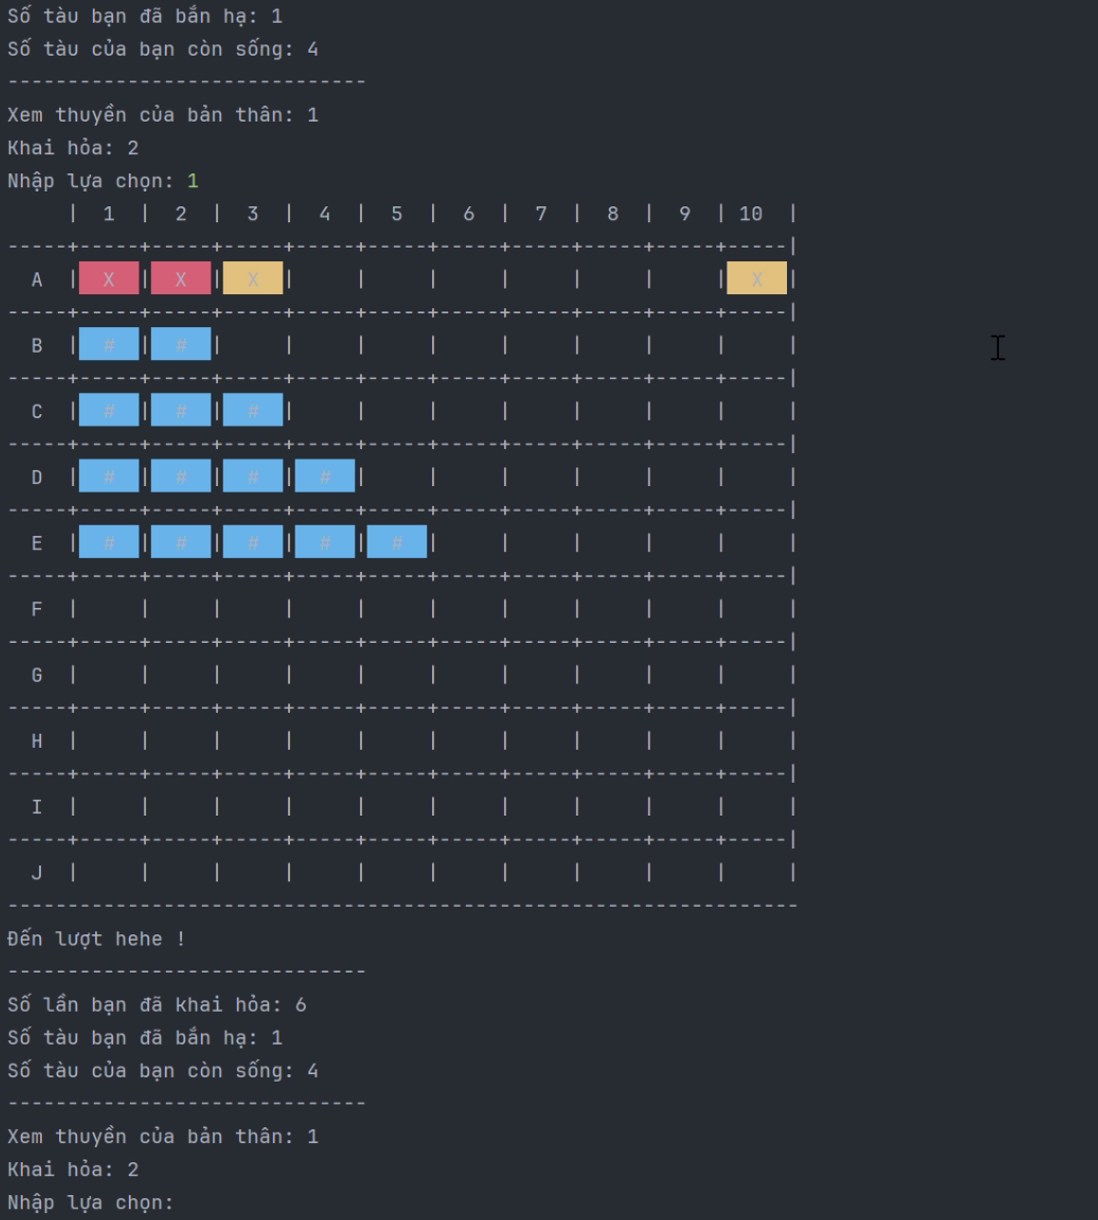 Số tàu bạn đã bắn hạ: 1
Số tàu của bạn còn sống: 4
------------------------------
Xem thuyền của bản thân: 1
Khai hỏa: 2
Nhập lựa chọn: 1
     |  1  |  2  |  3  |  4  |  5  |  6  |  7  |  8  |  9  | 10  |
-----+-----+-----+-----+-----+-----+-----+-----+-----+-----+-----|
  A  |  X  |  X  |  X  |     |     |     |     |     |     |  X  |
-----+-----+-----+-----+-----+-----+-----+-----+-----+-----+-----|
  B  |  #  |  #  |     |     |     |     |     |     |     |     |
-----+-----+-----+-----+-----+-----+-----+-----+-----+-----+-----|
  C  |  #  |  #  |  #  |     |     |     |     |     |     |     |
-----+-----+-----+-----+-----+-----+-----+-----+-----+-----+-----|
  D  |  #  |  #  |  #  |  #  |     |     |     |     |     |     |
-----+-----+-----+-----+-----+-----+-----+-----+-----+-----+-----|
  E  |  #  |  #  |  #  |  #  |  #  |     |     |     |     |     |
-----+-----+-----+-----+-----+-----+-----+-----+-----+-----+-----|
  F  |     |     |     |     |     |     |     |     |     |     |
-----+-----+-----+-----+-----+-----+-----+-----+-----+-----+-----|
  G  |     |     |     |     |     |     |     |     |     |     |
-----+-----+-----+-----+-----+-----+-----+-----+-----+-----+-----|
  H  |     |     |     |     |     |     |     |     |     |     |
-----+-----+-----+-----+-----+-----+-----+-----+-----+-----+-----|
  I  |     |     |     |     |     |     |     |     |     |     |
-----+-----+-----+-----+-----+-----+-----+-----+-----+-----+-----|
  J  |     |     |     |     |     |     |     |     |     |     |
------------------------------------------------------------------
Đến lượt hehe !
------------------------------
Số lần bạn đã khai hỏa: 6
Số tàu bạn đã bắn hạ: 1
Số tàu của bạn còn sống: 4
------------------------------
Xem thuyền của bản thân: 1
Khai hỏa: 2
Nhập lựa chọn: